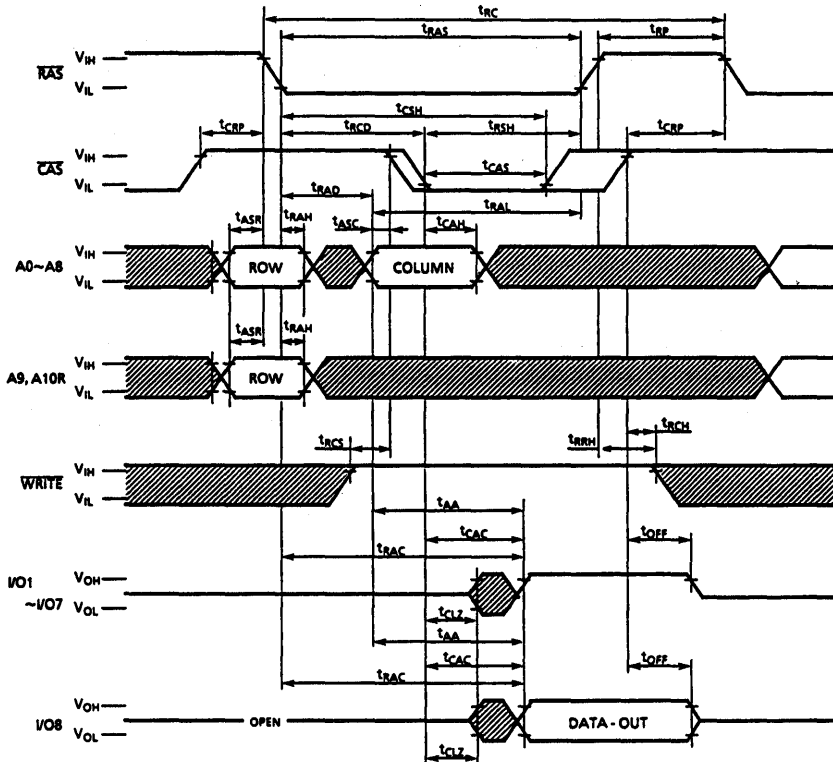 tRC
tRAS tRP
VIH
RAS
VIL
tCSH
tCRP tRCD tRSH tCRP
VIH
CAS tCAS
VIL
tRAD
tRAL
tASR tRAH tASC tCAH
VIH
A0~A8 ROW COLUMN
VIL
tASR tRAH
VIH
A9, A10R ROW
VIL
tRCS tRRH tRCH
VIH
WRITE
VIL
tAA
tCAC tOFF
tRAC
I/O1 VOH
~I/O7 VOL
tCLZ
tAA
tCAC tOFF
tRAC
VOH
I/O8 OPEN DATA-OUT
VOL
tCLZ